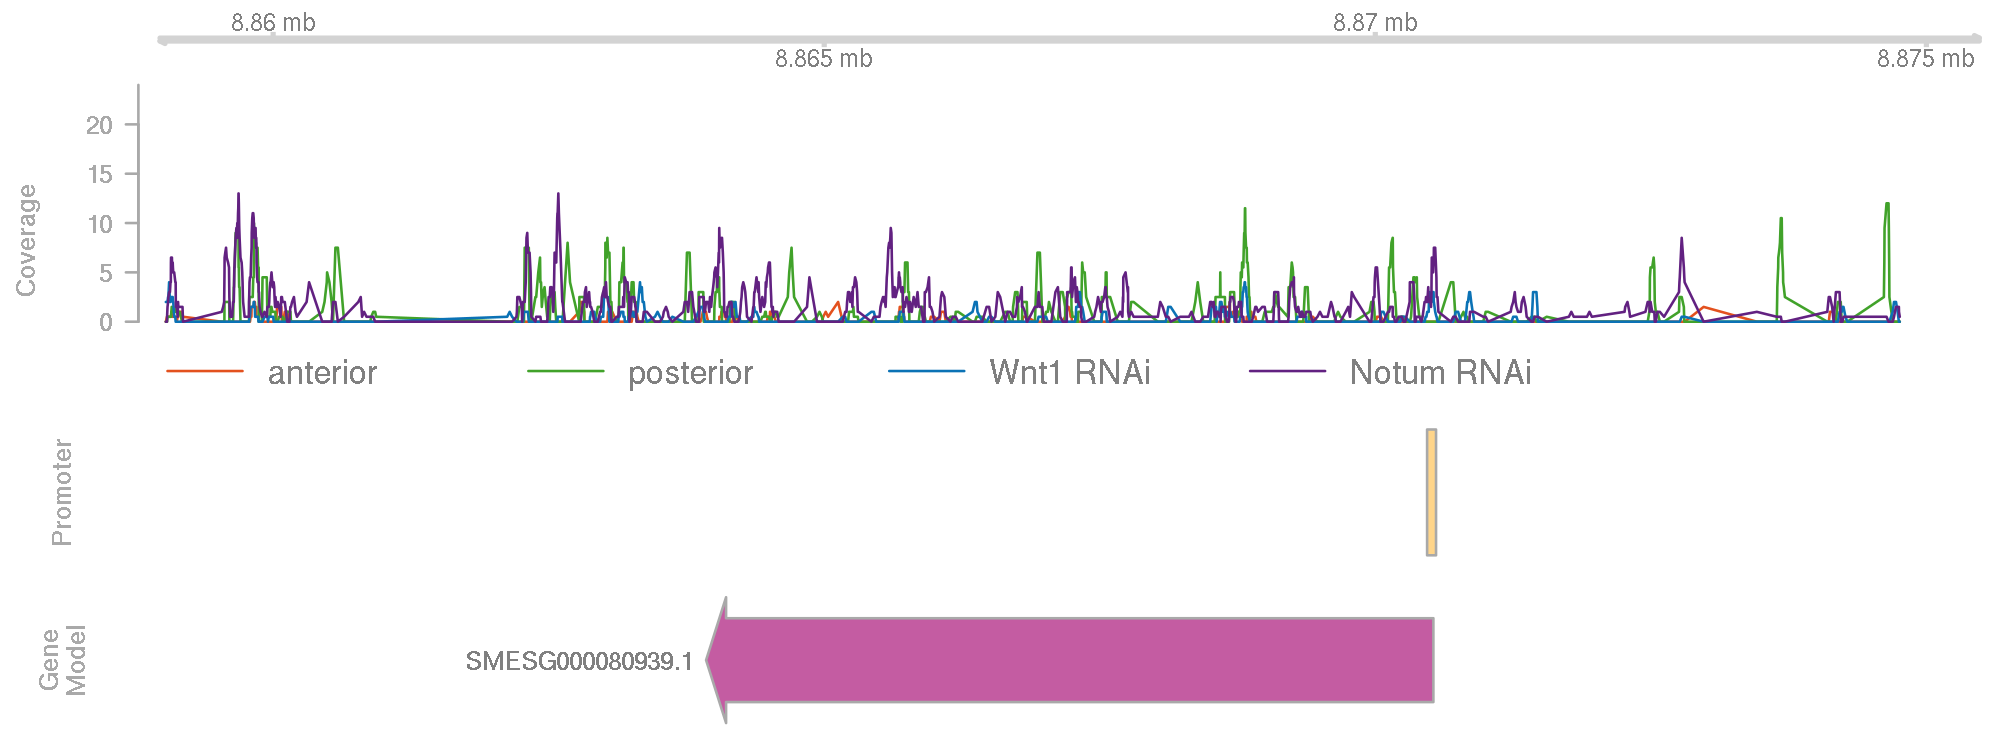 8.86 mb
8.87 mb
8.865 mb
8.875 mb
Coverage
20
15
10
5
0
anterior
posterior
Wnt1 RNAi
Notum RNAi
Promoter
Gene
Model
SMESG000080939.1